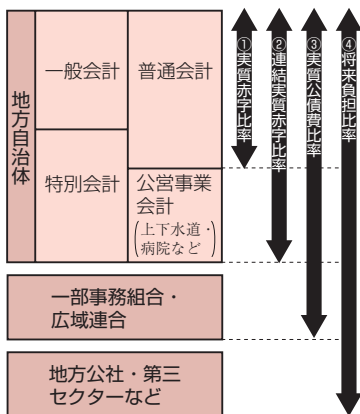 地方自治体
一般会計
普通会計
特別会計
公営事業
会計
(上下水道・
病院など)
一部事務組合・
広域連合
地方公社・第三
セクターなど
①実質赤字比率
②連結実質赤字比率
③実質公債費比率
④将来負担比率